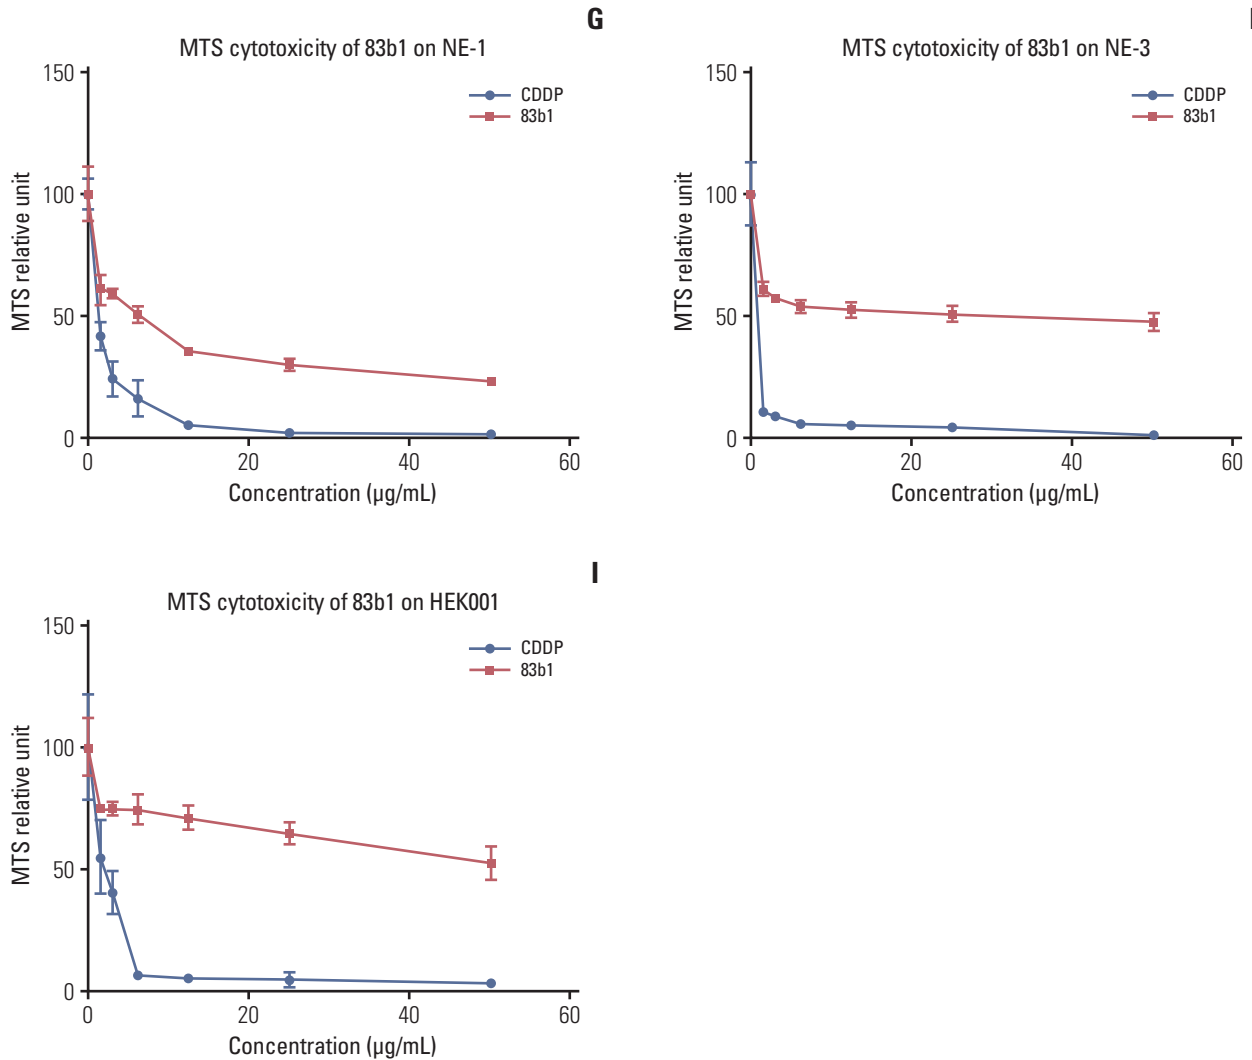 G
MTS cytotoxicity of 83b1 on NE-1
150
100
50
0
MTS relative unit
CDDP
83b1
0 20 40 60
Concentration (µg/mL)
MTS cytotoxicity of 83b1 on NE-3
150
100
50
0
MTS relative unit
CDDP
83b1
0 20 40 60
Concentration (µg/mL)
I
MTS cytotoxicity of 83b1 on HEK001
150
100
50
0
MTS relative unit
CDDP
83b1
0 20 40 60
Concentration (µg/mL)